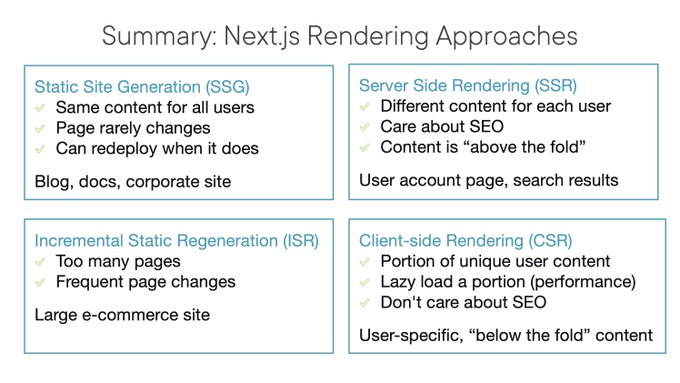 Summary: Next.js Rendering Approaches
Static Site Generation (SSG)
Same content for all users
Page rarely changes
Can redeploy when it does
Blog, docs, corporate site
Server Side Rendering (SSR)
Different content for each user
Care about SEO
Content is “above the fold”
User account page, search results
Incremental Static Regeneration (ISR)
Too many pages
Frequent page changes
Large e-commerce site
Client-side Rendering (CSR)
Portion of unique user content
Lazy load a portion (performance)
Don't care about SEO
User-specific, “below the fold” content